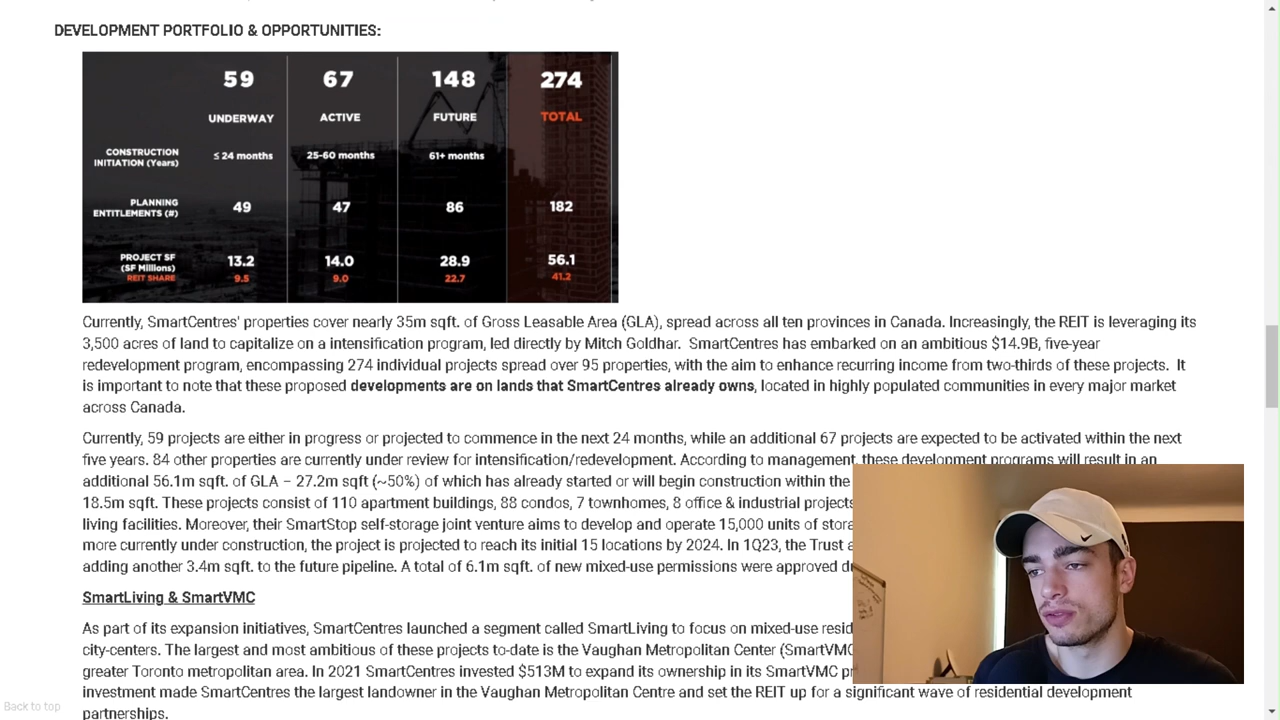 DEVELOPMENT PORTFOLIO & OPPORTUNITIES:
59 67 148 274
UNDERWAY ACTIVE FUTURE TOTAL
CONSTRUCTION
INITIATION (Years) ≤ 24 months 25-60 months 61+ months
PLANNING
ENTITLEMENTS (#) 49 47 86 182
PROJECT SF
(SF Millions) 13.2 14.0 28.9 56.1
REIT SHARE 9.5 9.0 22.7 41.2
Currently, SmartCentres' properties cover nearly 35m sqft. of Gross Leasable Area (GLA), spread across all ten provinces in Canada. Increasingly, the REIT is leveraging its
3,500 acres of land to capitalize on a intensification program, led directly by Mitch Goldhar. SmartCentres has embarked on an ambitious $14.9B, five-year
redevelopment program, encompassing 274 individual projects spread over 95 properties, with the aim to enhance recurring income from two-thirds of these projects. It
is important to note that these proposed developments are on lands that SmartCentres already owns, located in highly populated communities in every major market
across Canada.
Currently, 59 projects are either in progress or projected to commence in the next 24 months, while an additional 67 projects are expected to be activated within the next
five years. 84 other properties are currently under review for intensification/redevelopment. According to management, these development programs will result in an
additional 56.1m sqft. of GLA – 27.2m sqft (~50%) of which has already started or will begin construction within the
18.5m sqft. These projects consist of 110 apartment buildings, 88 condos, 7 townhomes, 8 office & industrial projects
living facilities. Moreover, their SmartStop self-storage joint venture aims to develop and operate 15,000 units of
more currently under construction, the project is projected to reach its initial 15 locations by 2024. In 1Q23, the Trust
adding another 3.4m sqft. to the future pipeline. A total of 6.1m sqft. of new mixed-use permissions were approved
SmartLiving & SmartVMC
As part of its expansion initiatives, SmartCentres launched a segment called SmartLiving to focus on mixed-use
city-centers. The largest and most ambitious of these projects to-date is the Vaughan Metropolitan Center (SmartVMC
greater Toronto metropolitan area. In 2021 SmartCentres invested $513M to expand its ownership in its SmartVMC
investment made SmartCentres the largest landowner in the Vaughan Metropolitan Centre and set the REIT up for a significant wave of residential development
partnerships.
Back to top